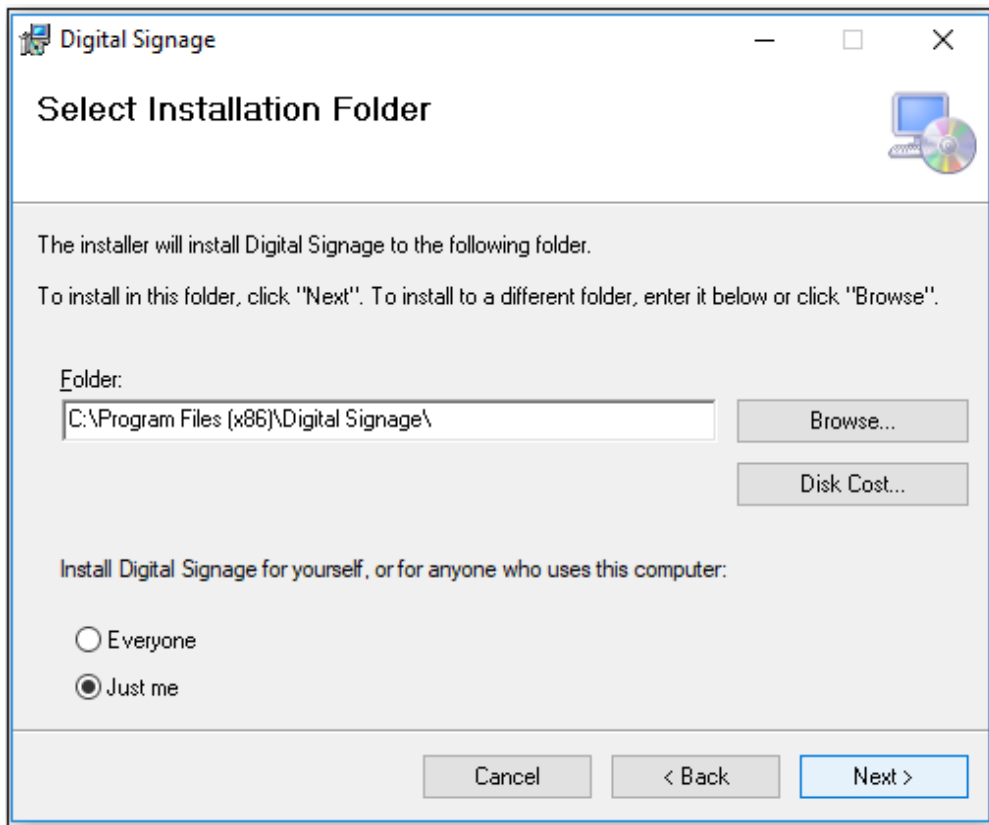 Digital Signage
Select Installation Folder
The installer will install Digital Signage to the following folder.
To install in this folder, click "Next". To install to a different folder, enter it below or click "Browse".
Folder:
C:\Program Files (x86)\Digital Signage\
Browse...
Disk Cost...
Install Digital Signage for yourself, or for anyone who uses this computer:
Everyone
Just me
Cancel
< Back
Next >